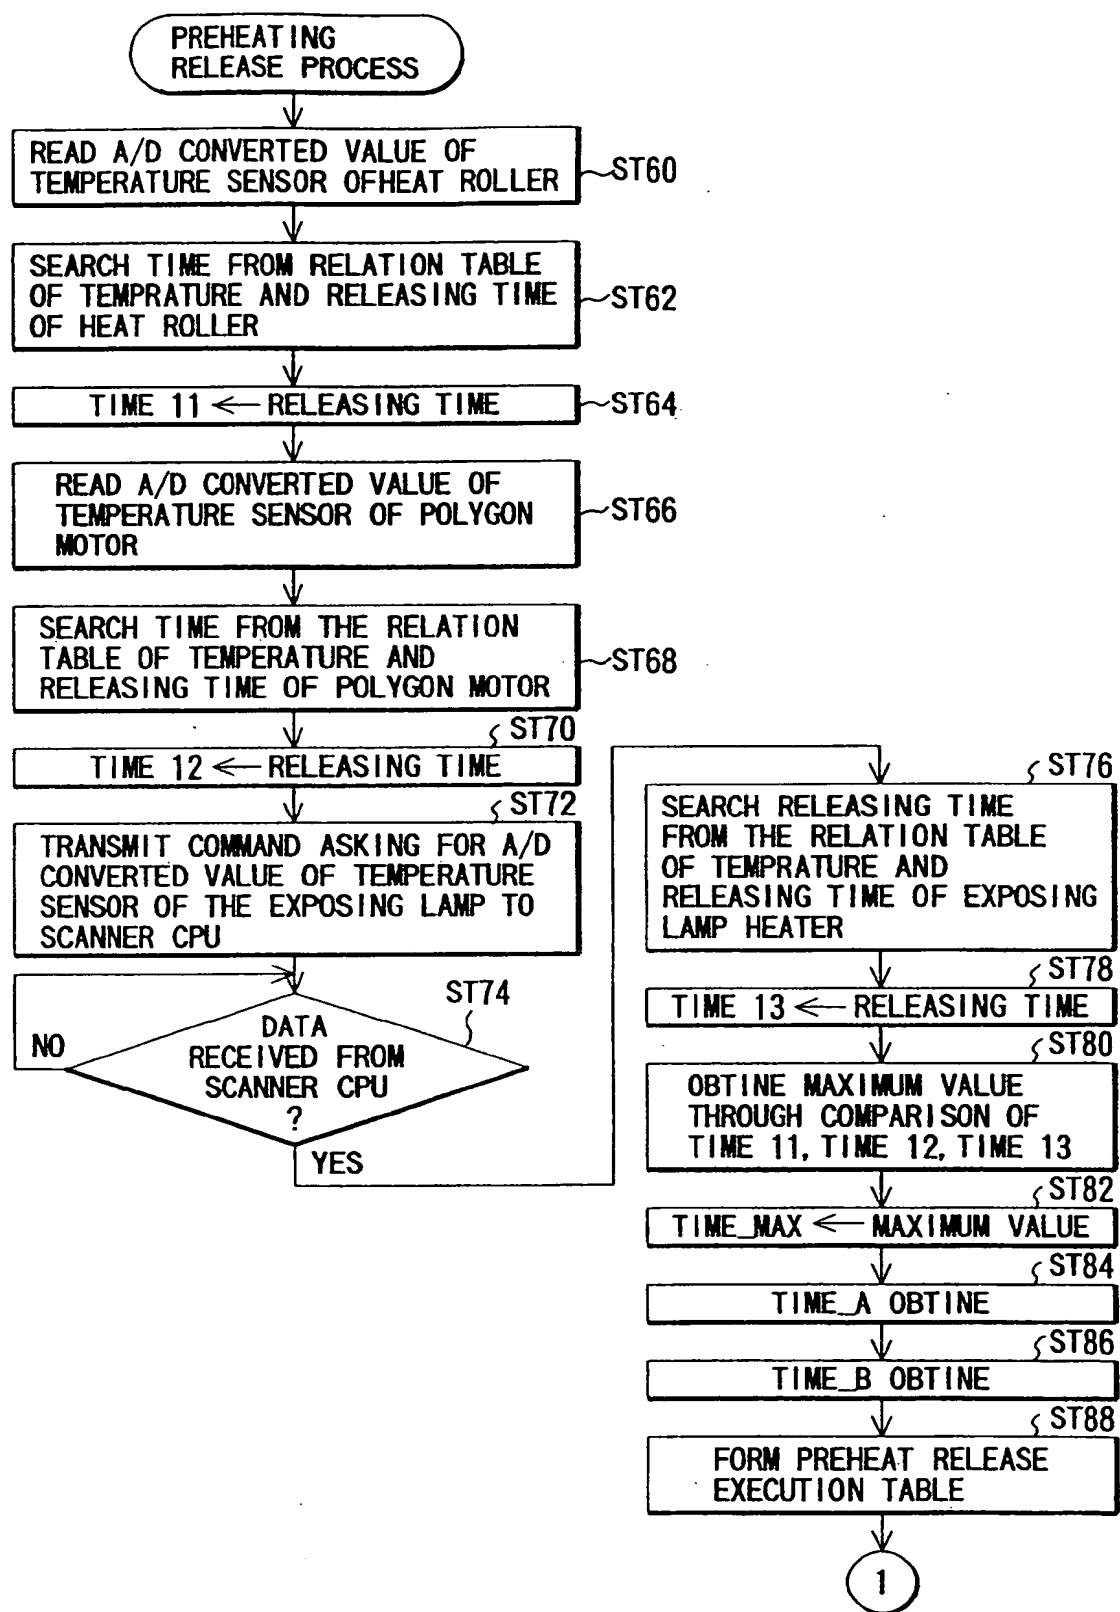 PREHEATING
RELEASE PROCESS
READ A/D CONVERTED VALUE OF
TEMPERATURE SENSOR OFHEAT ROLLER
ST60
SEARCH TIME FROM RELATION TABLE
OF TEMPRATURE AND RELEASING TIME
OF HEAT ROLLER
ST62
TIME 11 ← RELEASING TIME
ST64
READ A/D CONVERTED VALUE OF
TEMPERATURE SENSOR OF POLYGON
MOTOR
ST66
SEARCH TIME FROM THE RELATION
TABLE OF TEMPERATURE AND
RELEASING TIME OF POLYGON MOTOR
ST68
ST70
TIME 12 ← RELEASING TIME
ST72
TRANSMIT COMMAND ASKING FOR A/D
CONVERTED VALUE OF TEMPERATURE
SENSOR OF THE EXPOSING LAMP TO
SCANNER CPU
ST74
DATA
RECEIVED FROM
SCANNER CPU
?
NO
YES
ST76
SEARCH RELEASING TIME
FROM THE RELATION TABLE
OF TEMPRATURE AND
RELEASING TIME OF EXPOSING
LAMP HEATER
ST78
TIME 13 ← RELEASING TIME
ST80
OBTINE MAXIMUM VALUE
THROUGH COMPARISON OF
TIME 11, TIME 12, TIME 13
ST82
TIME_MAX ← MAXIMUM VALUE
ST84
TIME_A OBTINE
ST86
TIME_B OBTINE
ST88
FORM PREHEAT RELEASE
EXECUTION TABLE
1